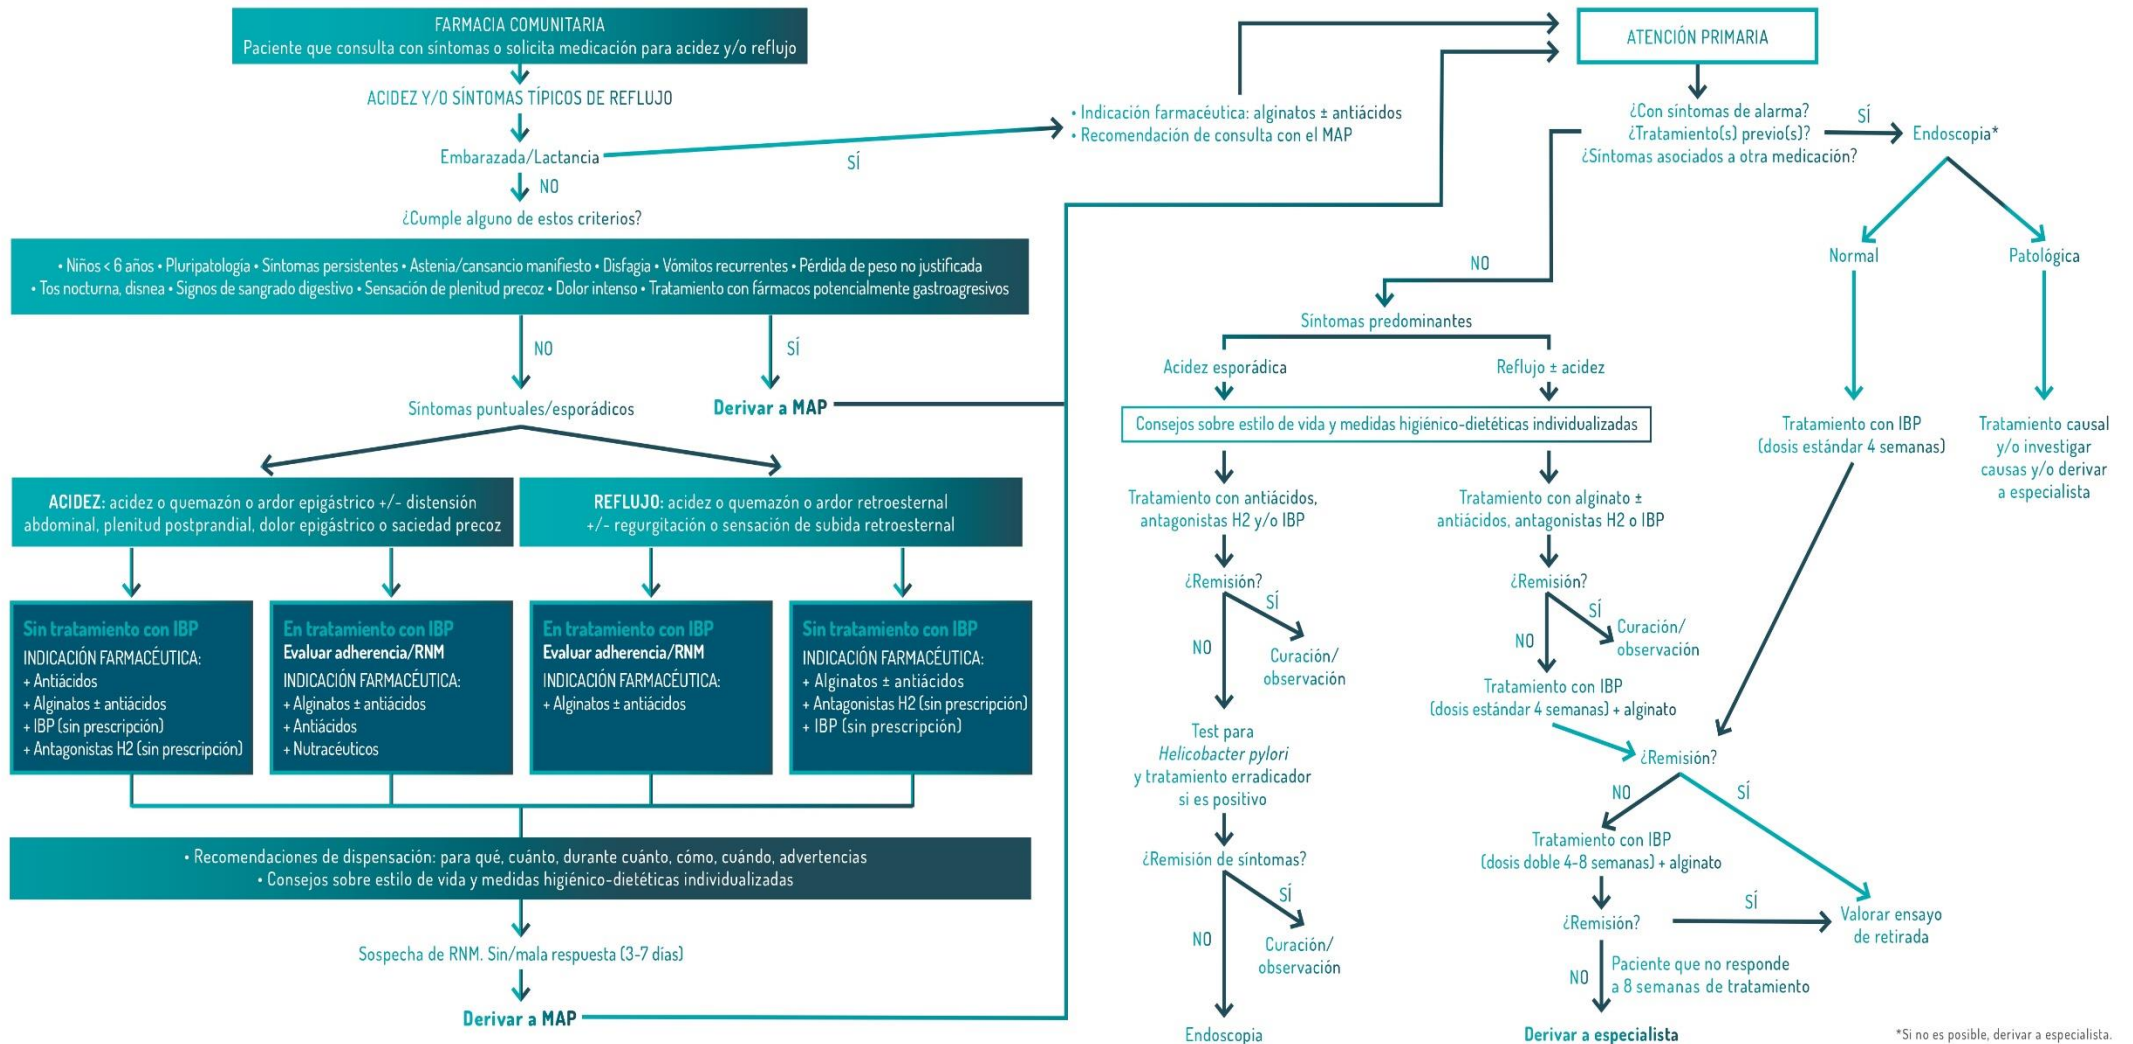 FARMACIA COMUNITARIA
Paciente que consulta con síntomas o solicita medicación para acidez y/o reflujo
ACIDEZ Y/O SÍNTOMAS TÍPICOS DE REFLUJO
Embarazada/Lactancia
SÍ
• Indicación farmacéutica: alginatos ± antiácidos
• Recomendación de consulta con el MAP
NO
¿Cumple alguno de estos criterios?
• Niños < 6 años • Pluripatología • Síntomas persistentes • Astenia/cansancio manifiesto • Disfagia • Vómitos recurrentes • Pérdida de peso no justificada
• Tos nocturna, disnea • Signos de sangrado digestivo • Sensación de plenitud precoz • Dolor intenso • Tratamiento con fármacos potencialmente gastroagresivos
NO
SÍ
Síntomas puntuales/esporádicos
Derivar a MAP
ACIDEZ: acidez o quemazón o ardor epigástrico +/- distensión
abdominal, plenitud postprandial, dolor epigástrico o saciedad precoz
REFLUJO: acidez o quemazón o ardor retroesternal
+/- regurgitación o sensación de subida retroesternal
Sin tratamiento con IBP
INDICACIÓN FARMACÉUTICA:
+ Antiácidos
+ Alginatos ± antiácidos
+ IBP (sin prescripción)
+ Antagonistas H2 (sin prescripción)
En tratamiento con IBP
Evaluar adherencia/RNM
INDICACIÓN FARMACÉUTICA:
+ Alginatos ± antiácidos
+ Antiácidos
+ Nutracéuticos
En tratamiento con IBP
Evaluar adherencia/RNM
INDICACIÓN FARMACÉUTICA:
+ Alginatos ± antiácidos
Sin tratamiento con IBP
INDICACIÓN FARMACÉUTICA:
+ Alginatos ± antiácidos
+ Antagonistas H2 (sin prescripción)
+ IBP (sin prescripción)
• Recomendaciones de dispensación: para qué, cuánto, durante cuánto, cómo, cuándo, advertencias
• Consejos sobre estilo de vida y medidas higiénico-dietéticas individualizadas
Sospecha de RNM. Sin/mala respuesta (3-7 días)
Derivar a MAP
ATENCIÓN PRIMARIA
¿Con síntomas de alarma?
¿Tratamiento(s) previo(s)?
¿Síntomas asociados a otra medicación?
SÍ
Endoscopia*
NO
Normal
Patológica
Síntomas predominantes
Acidez esporádica
Reflujo ± acidez
Consejos sobre estilo de vida y medidas higiénico-dietéticas individualizadas
Tratamiento con IBP
(dosis estándar 4 semanas)
Tratamiento causal
y/o investigar
causas y/o derivar
a especialista
Tratamiento con antiácidos,
antagonistas H2 y/o IBP
¿Remisión?
SÍ
NO
Curación/
observación
Test para
Helicobacter pylori
y tratamiento erradicador
si es positivo
¿Remisión de síntomas?
SÍ
NO
Curación/
observación
Endoscopia
Tratamiento con alginato ±
antiácidos, antagonistas H2 o IBP
¿Remisión?
SÍ
NO
Curación/
observación
Tratamiento con IBP
(dosis estándar 4 semanas) + alginato
¿Remisión?
NO
SÍ
Tratamiento con IBP
(dosis doble 4-8 semanas) + alginato
¿Remisión?
SÍ
Valorar ensayo
de retirada
NO
Paciente que no responde
a 8 semanas de tratamiento
Derivar a especialista
*Si no es posible, derivar a especialista.